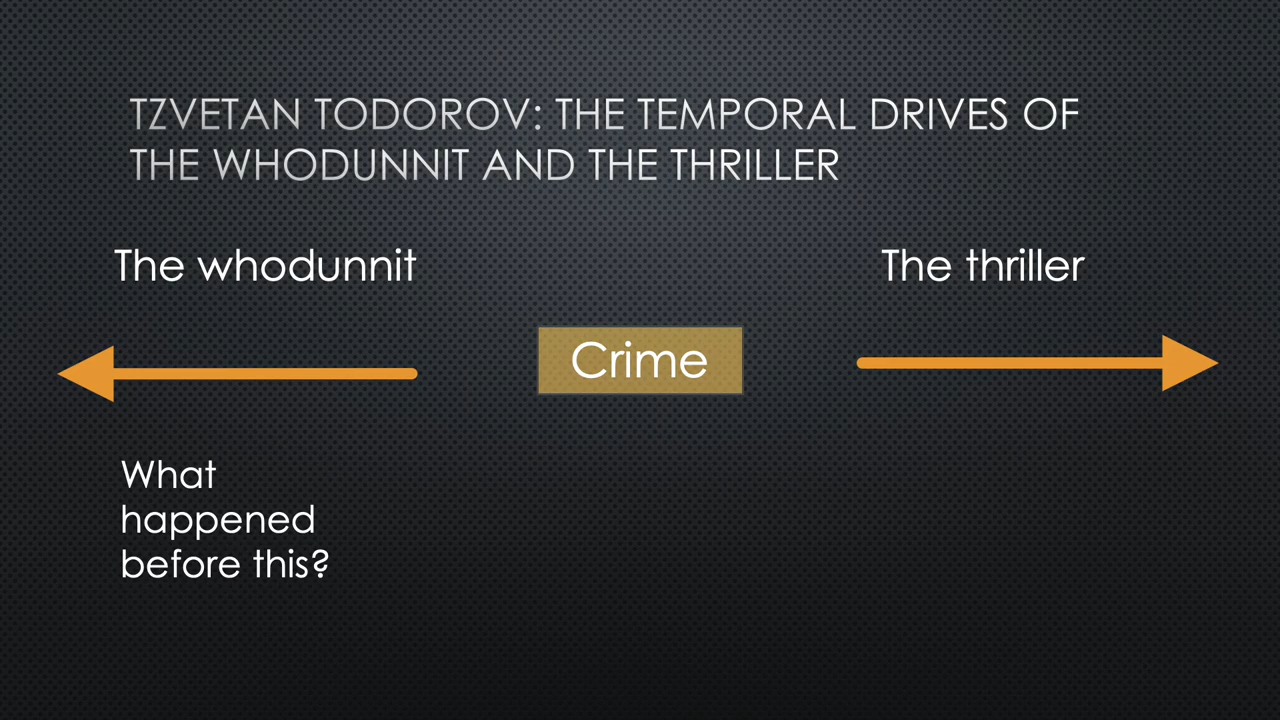 TZVETAN TODOROV: THE TEMPORAL DRIVES OF
THE WHODUNNIT AND THE THRILLER
The whodunnit
The thriller
Crime
What
happened
before this?